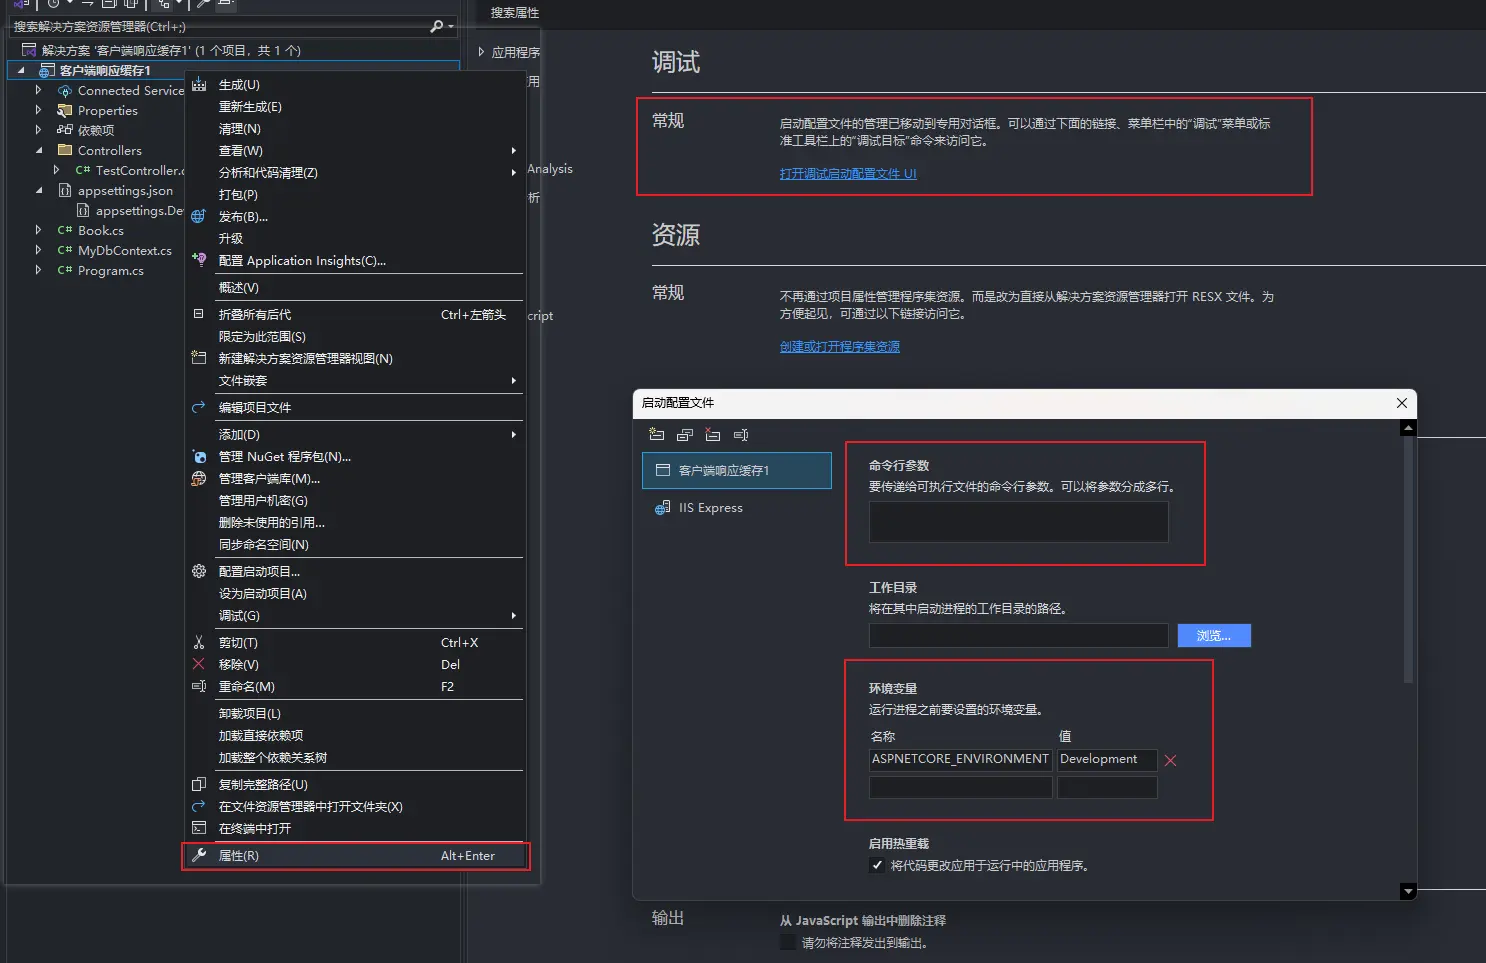 搜索解决方案资源管理器(Ctrl+;)
解决方案 '客户端响应缓存1' (1 个项目，共 1 个)
客户端响应缓存1
Connected Service
Properties
依赖项
Controllers
TestController.c
appsettings.json
appsettings.De
Book.cs
MyDbContext.cs
Program.cs
生成(U)
重新生成(E)
清理(N)
查看(W)
分析和代码清理(Z)
打包(P)
发布(B)...
升级
配置 Application Insights(C)...
概述(V)
折叠所有后代 Ctrl+左箭头
限定为此范围(S)
新建解决方案资源管理器视图(N)
文件嵌套
编辑项目文件
添加(D)
管理 NuGet 程序包(N)...
管理客户端库(M)...
管理用户机密(G)
删除未使用的引用...
同步命名空间(N)
配置启动项目...
设为启动项目(A)
调试(G)
剪切(T) Ctrl+X
移除(V) Del
重命名(M) F2
卸载项目(L)
加载直接依赖项
加载整个依赖关系树
复制完整路径(U)
在文件资源管理器中打开文件夹(X)
在终端中打开
属性(R) Alt+Enter
搜索属性
应用程序
用
Analysis
析
cript
调试
常规
启动配置文件的管理已移动到专用对话框。可以通过下面的链接、菜单栏中的“调试”菜单或标
准工具栏上的“调试目标”命令来访问它。
打开调试启动配置文件 UI
资源
常规
不再通过项目属性管理程序集资源。而是改为直接从解决方案资源管理器打开 RESX 文件。为
方便起见，可通过以下链接访问它。
创建或打开程序集资源
启动配置文件
客户端响应缓存1
IIS Express
命令行参数
要传递给可执行文件的命令行参数。可以将参数分成多行。
工作目录
将在其中启动进程的工作目录的路径。
浏览...
环境变量
运行进程之前要设置的环境变量。
名称 值
ASPNETCORE_ENVIRONMENT Development
启用热重载
将代码更改应用于运行中的应用程序。
输出
从 JavaScript 输出中删除注释
请勿将注释发出到输出。